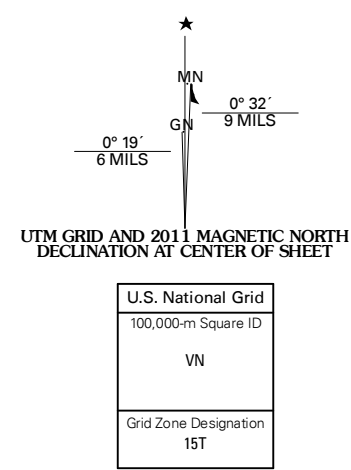 MN
0° 32´
9 MILS
GN
0° 19´
6 MILS
UTM GRID AND 2011 MAGNETIC NORTH
DECLINATION AT CENTER OF SHEET
U.S. National Grid
100,000-m Square ID
VN
Grid Zone Designation
15T